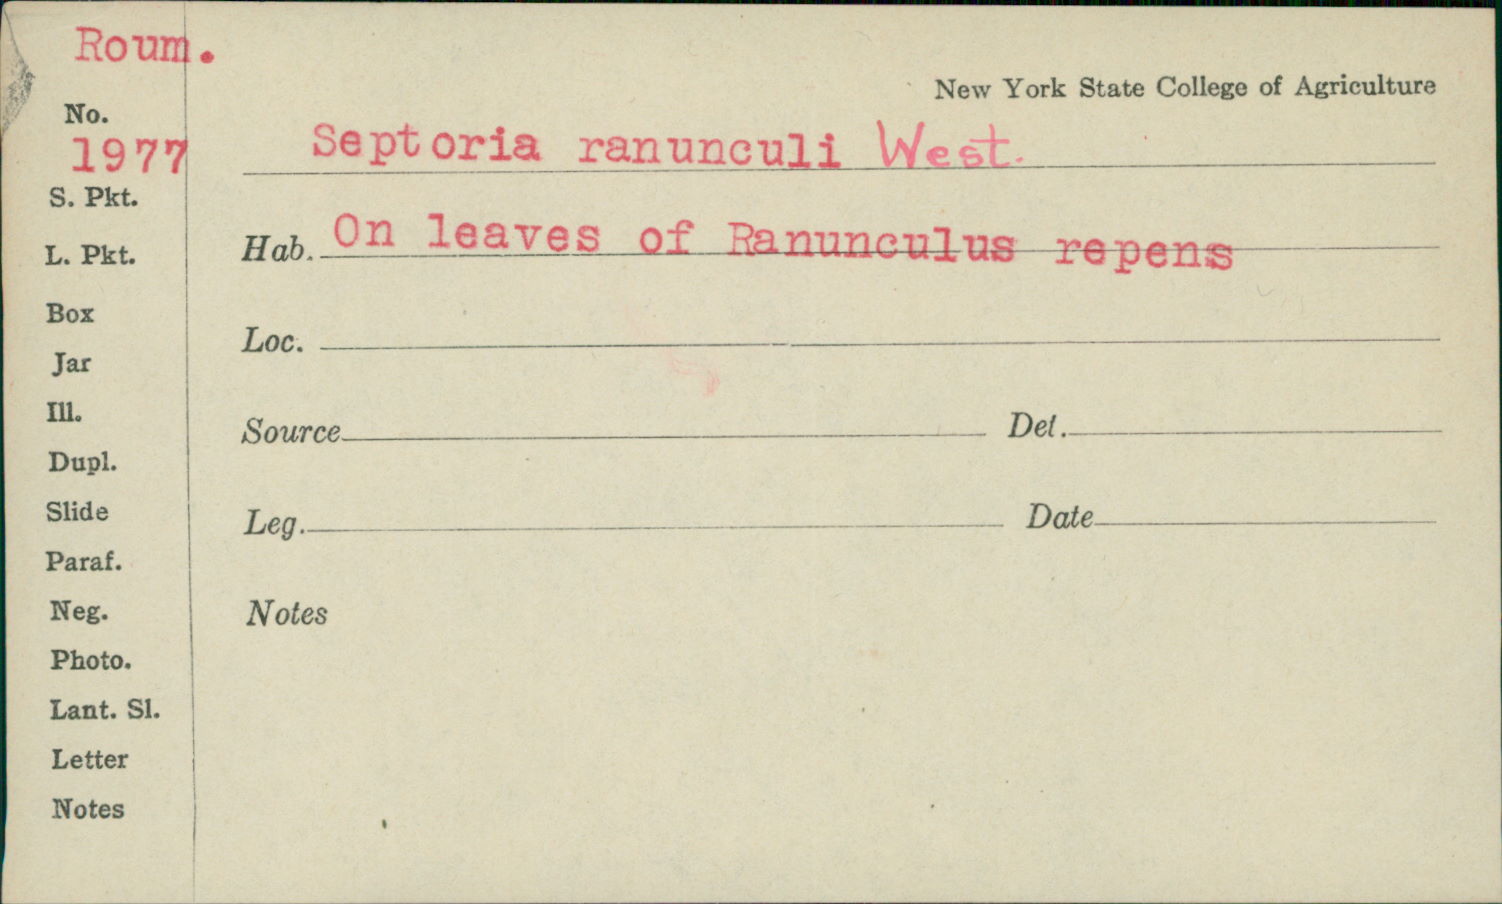 Roum.
New York State College of Agriculture
No.
1977
Septoria ranunculi West.
S. Pkt.
Hab. On leaves of Ranunculus repens
L. Pkt.
Box
Loc.
Jar
Ill.
Source Det.
Dupl.
Slide
Leg. Date
Paraf.
Neg.
Notes
Photo.
Lant. Sl.
Letter
Notes